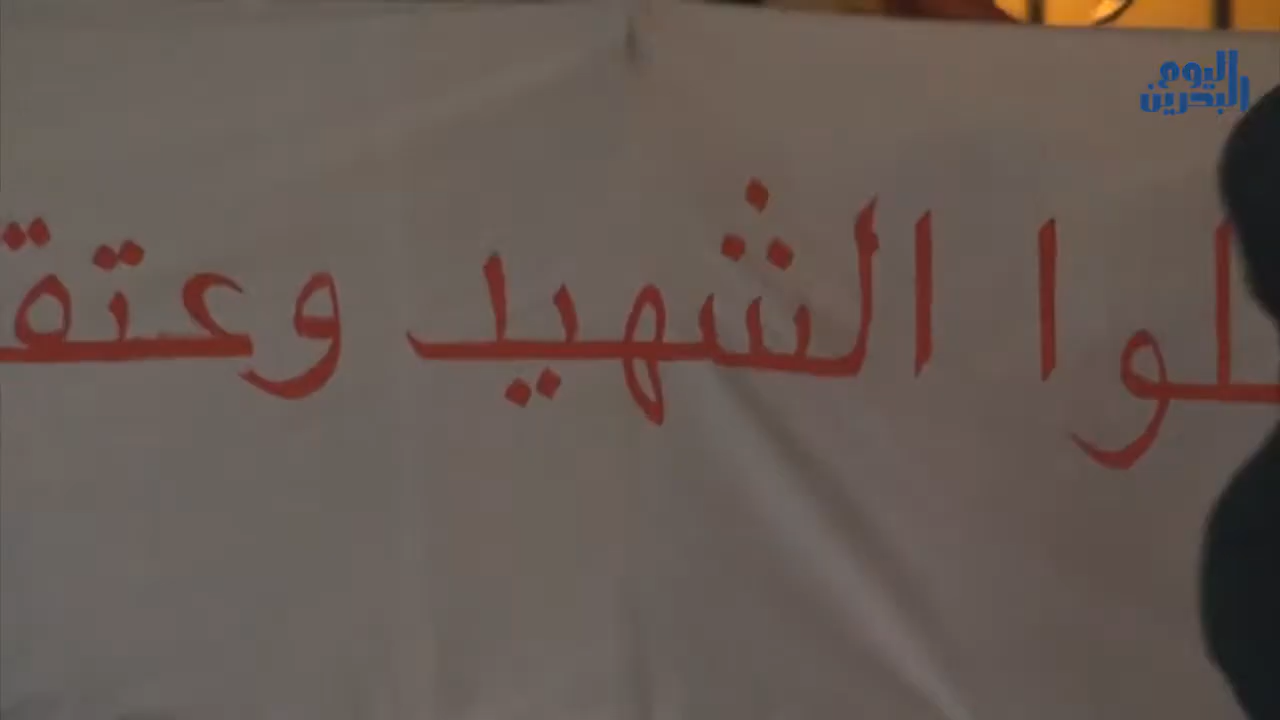 اليوم
البحرين
لوا الشهيد وعتق